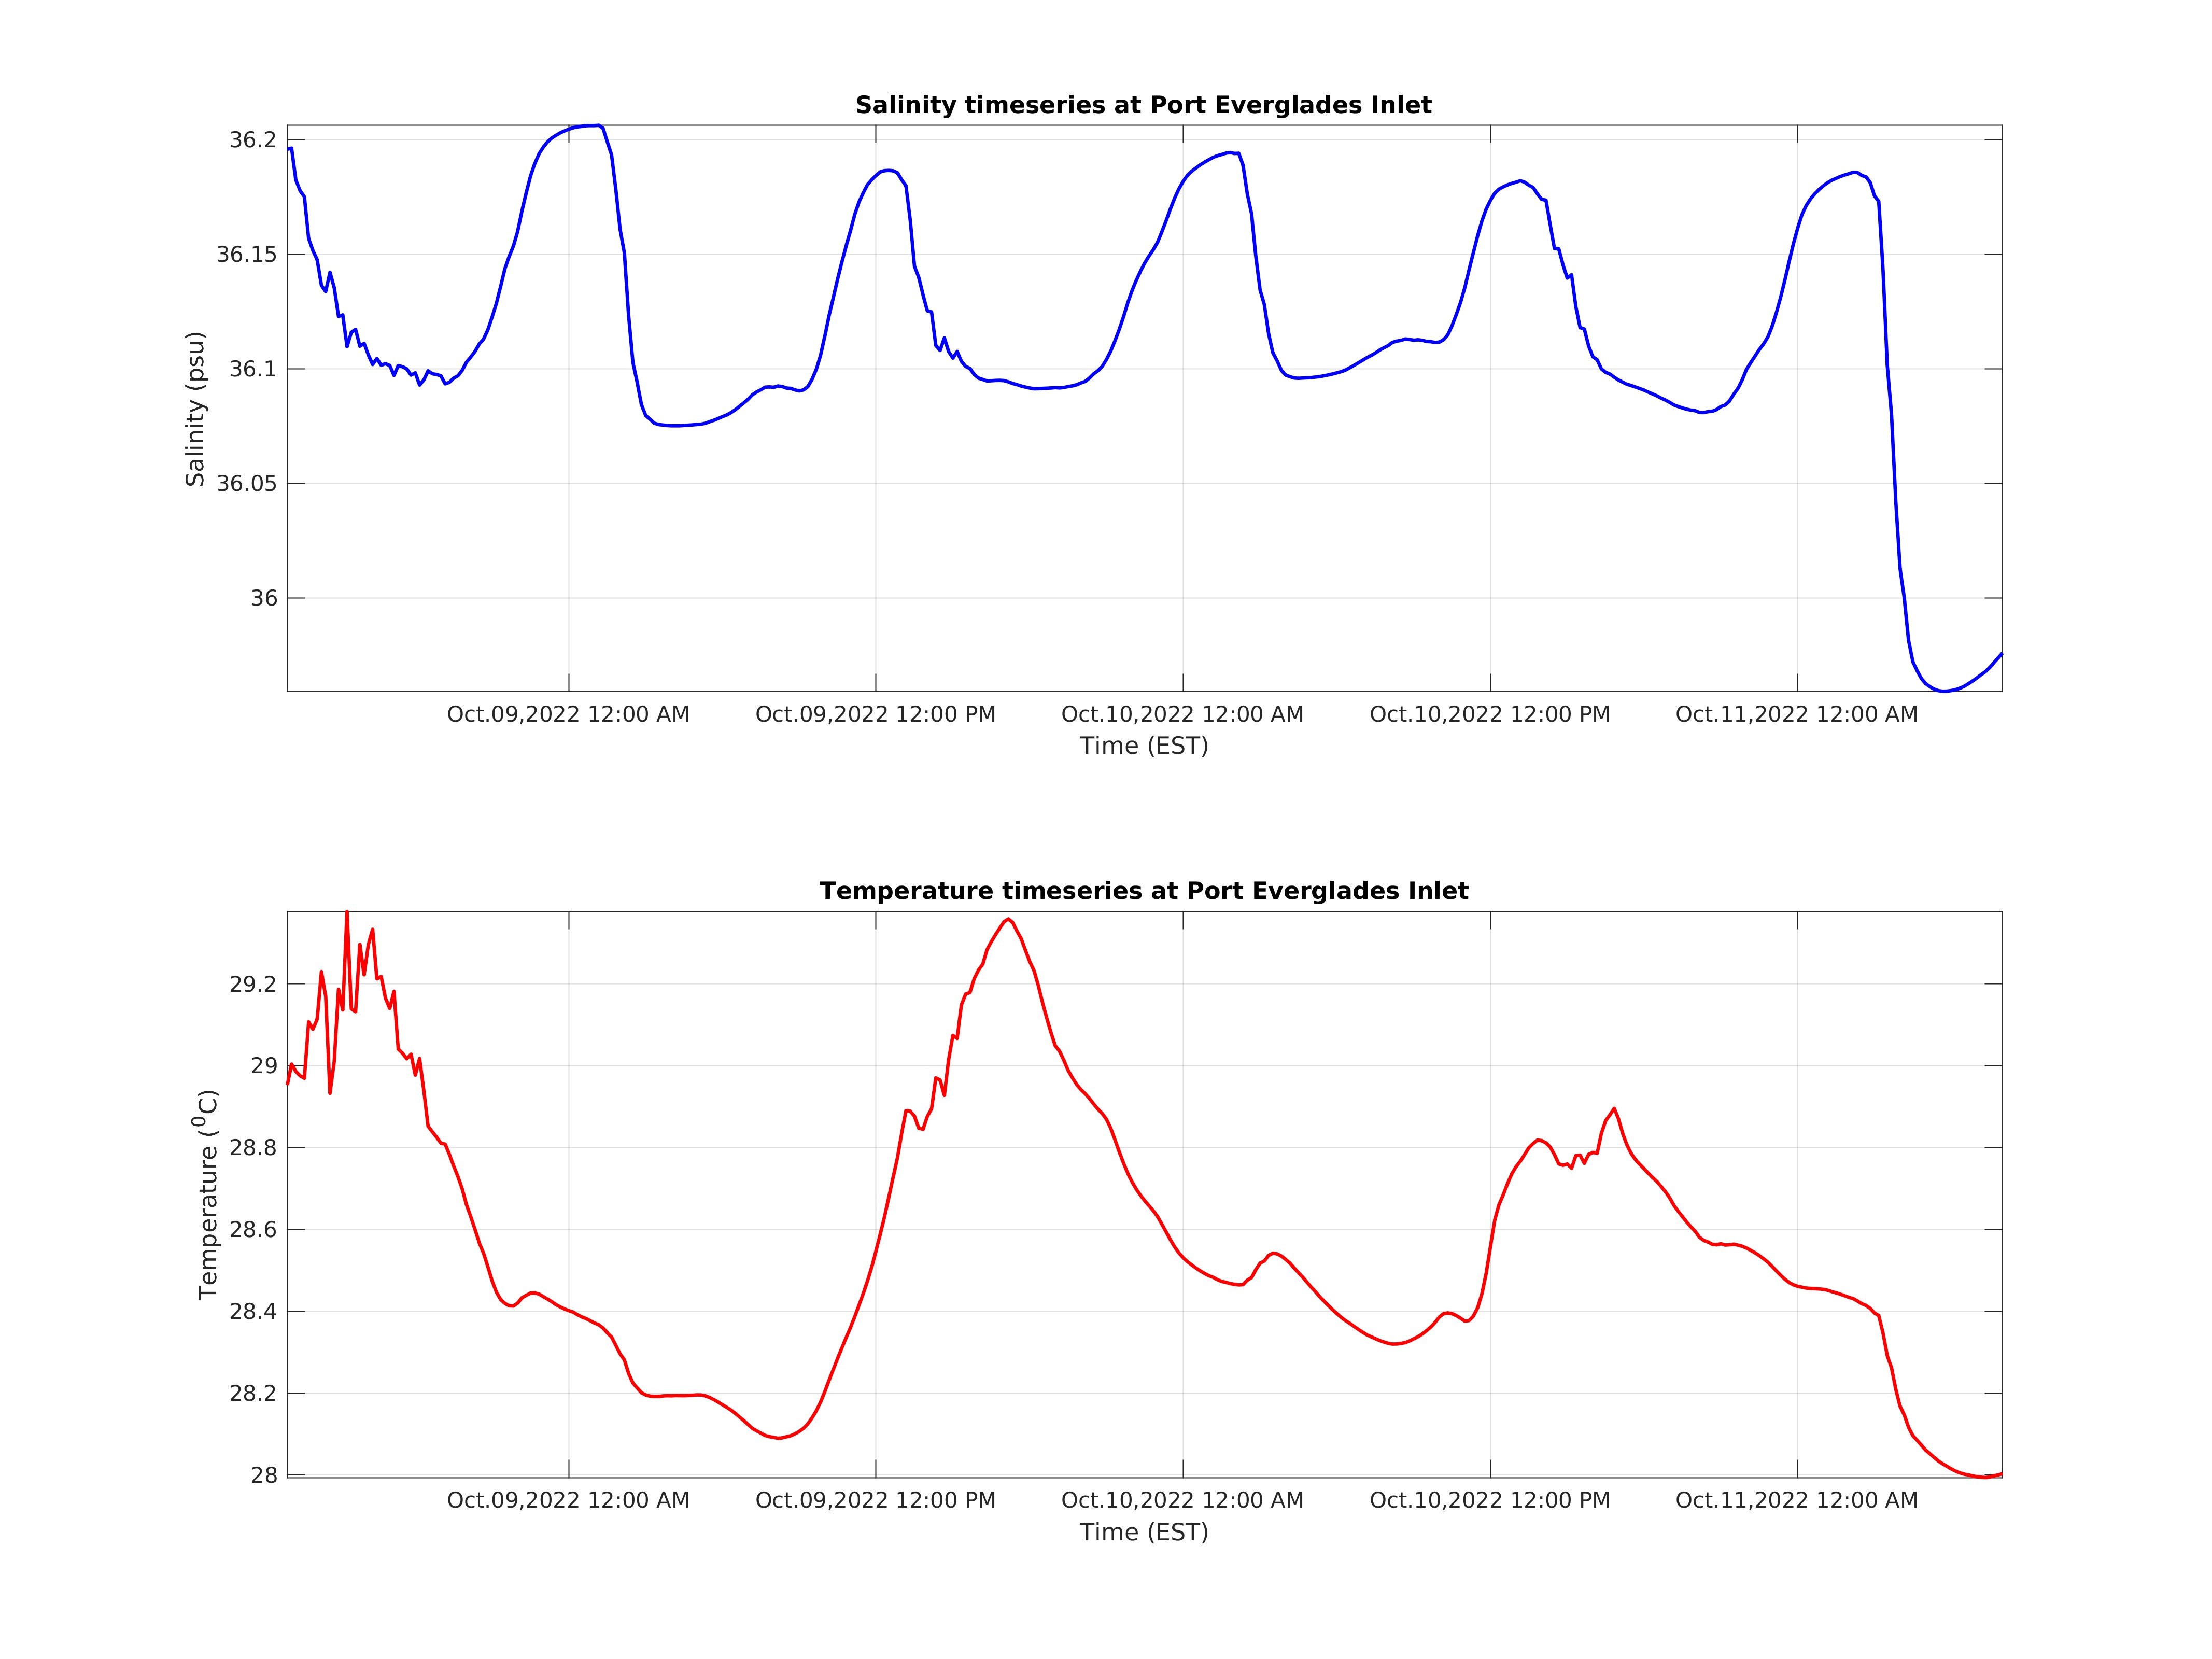 Salinity timeseries at Port Everglades Inlet
36.2
36.15
36.1
36.05
36
Salinity (psu)
Oct.09,2022 12:00 AM Oct.09,2022 12:00 PM Oct.10,2022 12:00 AM Oct.10,2022 12:00 PM Oct.11,2022 12:00 AM
Time (EST)
Temperature timeseries at Port Everglades Inlet
29.2
29
28.8
28.6
28.4
28.2
28
Temperature (⁰C)
Oct.09,2022 12:00 AM Oct.09,2022 12:00 PM Oct.10,2022 12:00 AM Oct.10,2022 12:00 PM Oct.11,2022 12:00 AM
Time (EST)